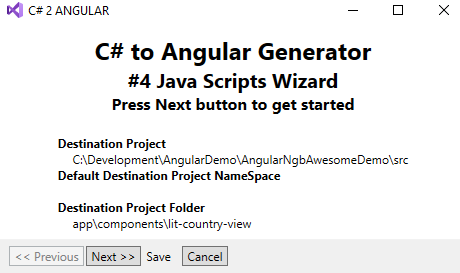 C# 2 ANGULAR
C# to Angular Generator
#4 Java Scripts Wizard
Press Next button to get started
Destination Project
C:\Development\AngularDemo\AngularNgbAwesomeDemo\src
Default Destination Project NameSpace
Destination Project Folder
app\components\lit-country-view
<< Previous Next >> Save Cancel